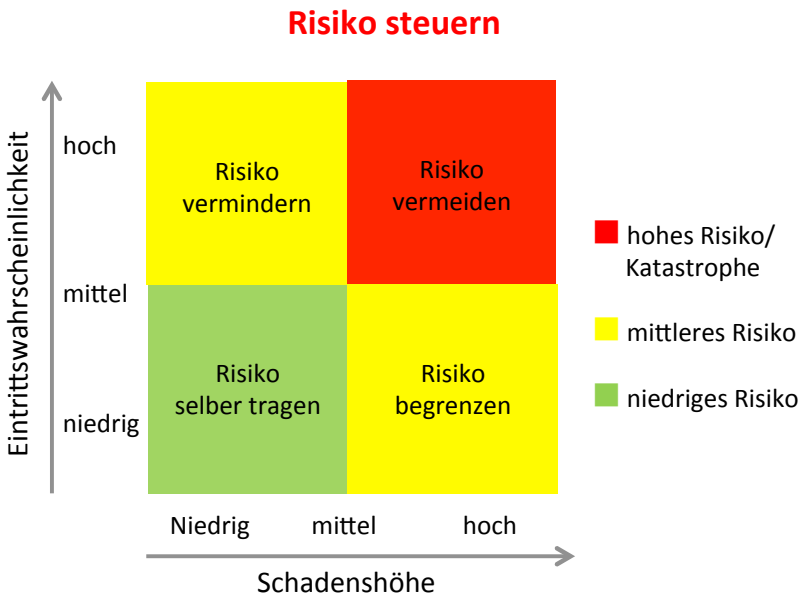 Risiko steuern
Eintrittswahrscheinlichkeit
hoch
mittel
niedrig
Risiko
vermindern
Risiko
vermeiden
Risiko
selber tragen
Risiko
begrenzen
Niedrig mittel hoch
Schadenshöhe
hohes Risiko/
Katastrophe
mittleres Risiko
niedriges Risiko